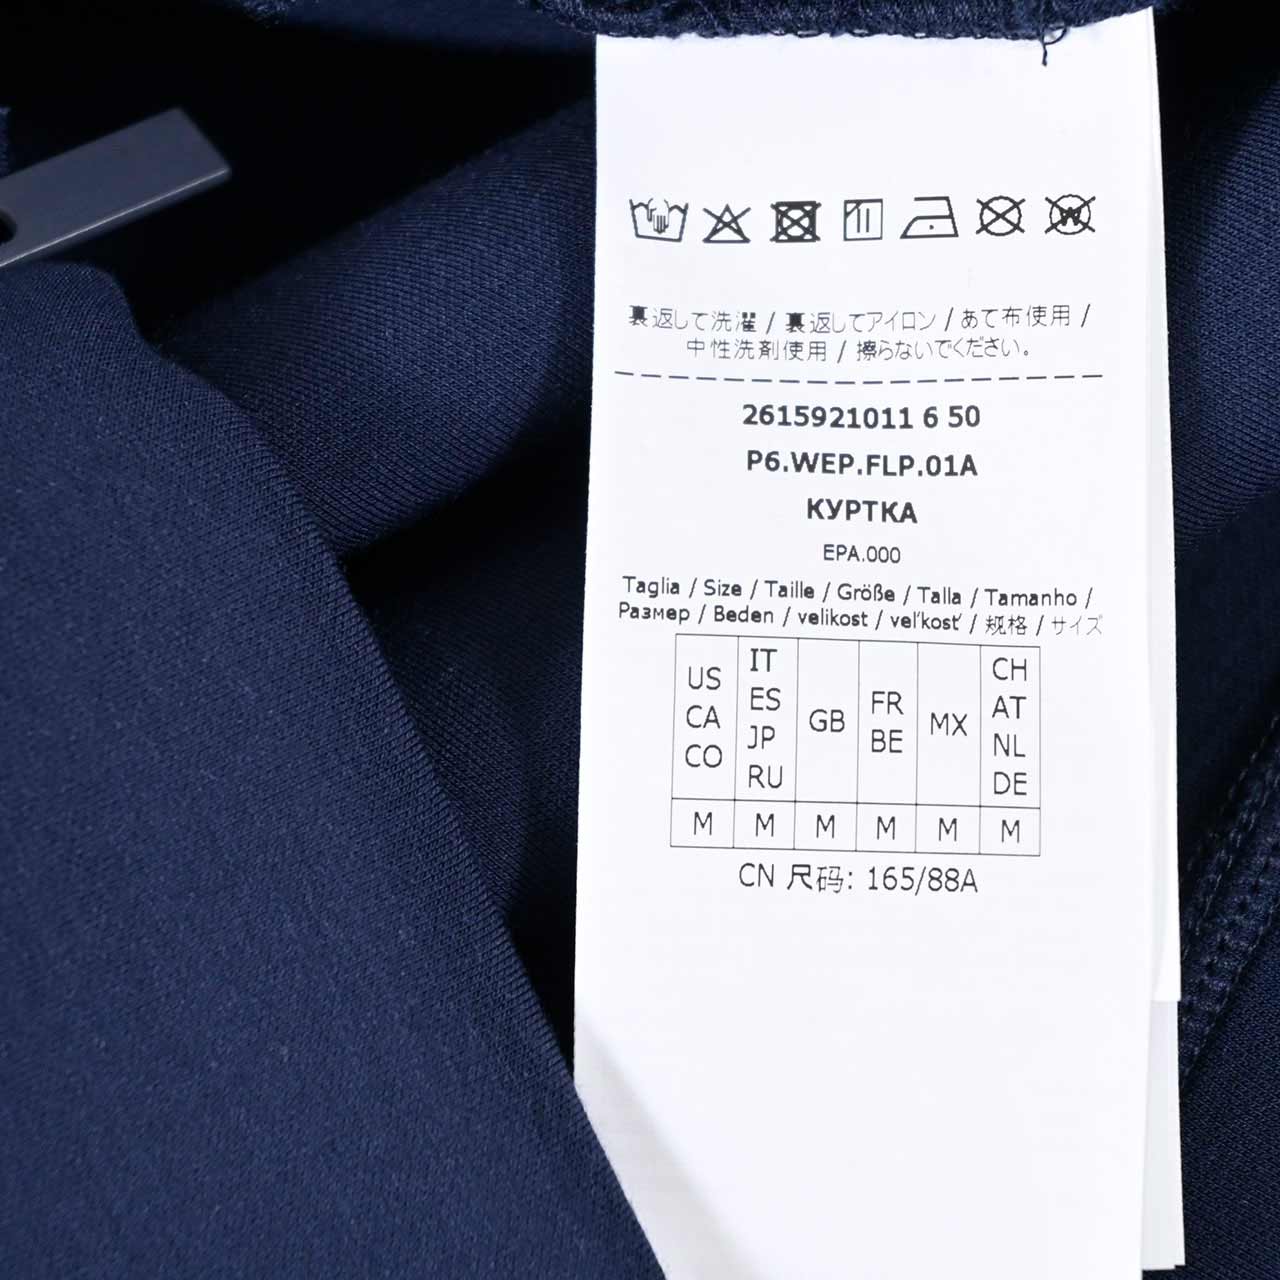 裏返して洗濯 / 裏返してアイロン / あて布使用 /
中性洗剤使用 / 擦らないでください。
2615921011 6 50
P6.WEP.FLP.01A
КУРТКА
EPA.000
Taglia / Size / Taille / Größe / Talla / Tamanho /
Размер / Beden / velikost / veľkosť / 规格 / サイズ
US CA CO IT ES JP RU GB FR BE MX CH AT NL DE
M M M M M M
CN 尺码: 165/88A